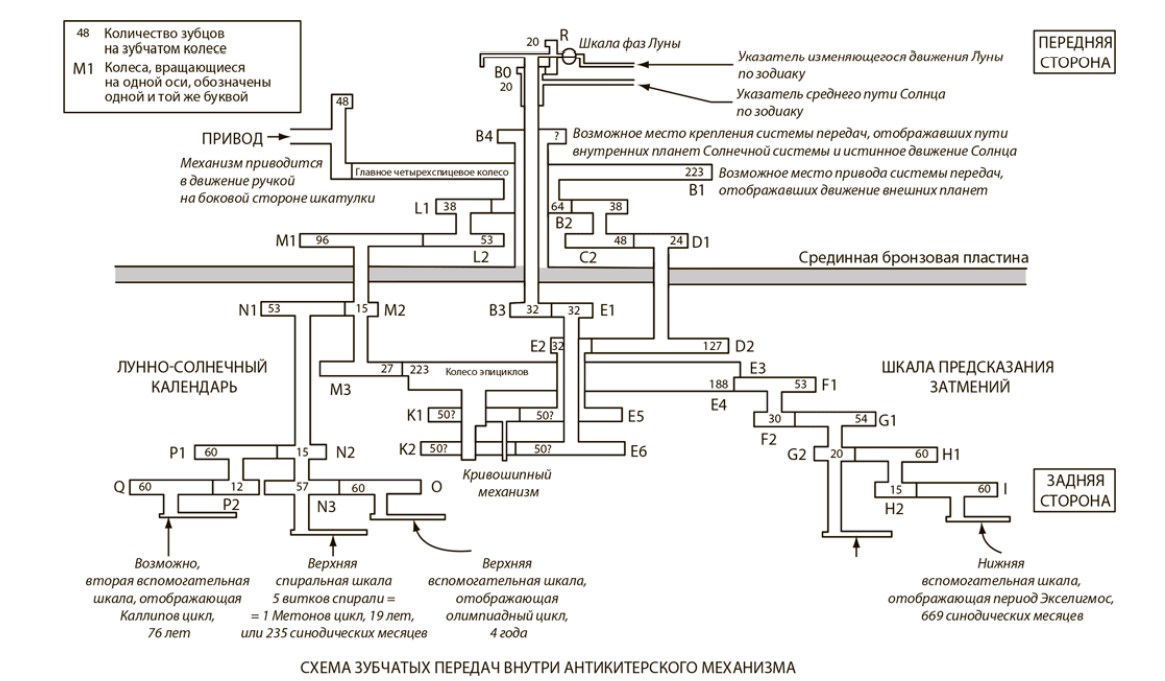 48 Количество зубцов
на зубчатом колесе
M1 Колеса, вращающиеся
на одной оси, обозначены
одной и той же буквой
ПЕРЕДНЯЯ
СТОРОНА
20
R
Шкала фаз Луны
Указатель изменяющегося движения Луны
по зодиаку
B0
20
Указатель среднего пути Солнца
по зодиаку
48
ПРИВОД
Механизм приводится
в движение ручкой
на боковой стороне шкатулки
B4
?
Возможное место крепления системы передач, отображавших пути
внутренних планет Солнечной системы и истинное движение Солнца
Главное четырехспицевое колесо
223
B1
Возможное место привода системы передач,
отображавших движение внешних планет
L1
38
64
B2
38
M1
96
53
L2
C2
48
24
D1
Срединная бронзовая пластина
N1
53
15
M2
B3
32
32
E1
E2
32
127
D2
ЛУННО-СОЛНЕЧНЫЙ
КАЛЕНДАРЬ
ШКАЛА ПРЕДСКАЗАНИЯ
ЗАТМЕНИЙ
M3
27
223
Колесо эпициклов
E3
188
E4
53
F1
K1
50?
50?
E5
30
F2
54
G1
K2
50?
50?
E6
Кривошипный
механизм
P1
60
15
N2
G2
20
60
H1
Q
60
12
P2
57
N3
60
O
15
H2
60
I
ЗАДНЯЯ
СТОРОНА
Возможно,
вторая вспомогательная
шкала, отображающая
Каллипов цикл,
76 лет
Верхняя
спиральная шкала
5 витков спирали =
= 1 Метонов цикл, 19 лет,
или 235 синодических месяцев
Верхняя
вспомогательная шкала,
отображающая
олимпиадный цикл,
4 года
Нижняя
вспомогательная шкала,
отображающая период Экселигмос,
669 синодических месяцев
СХЕМА ЗУБЧАТЫХ ПЕРЕДАЧ ВНУТРИ АНТИКИТЕРСКОГО МЕХАНИЗМА